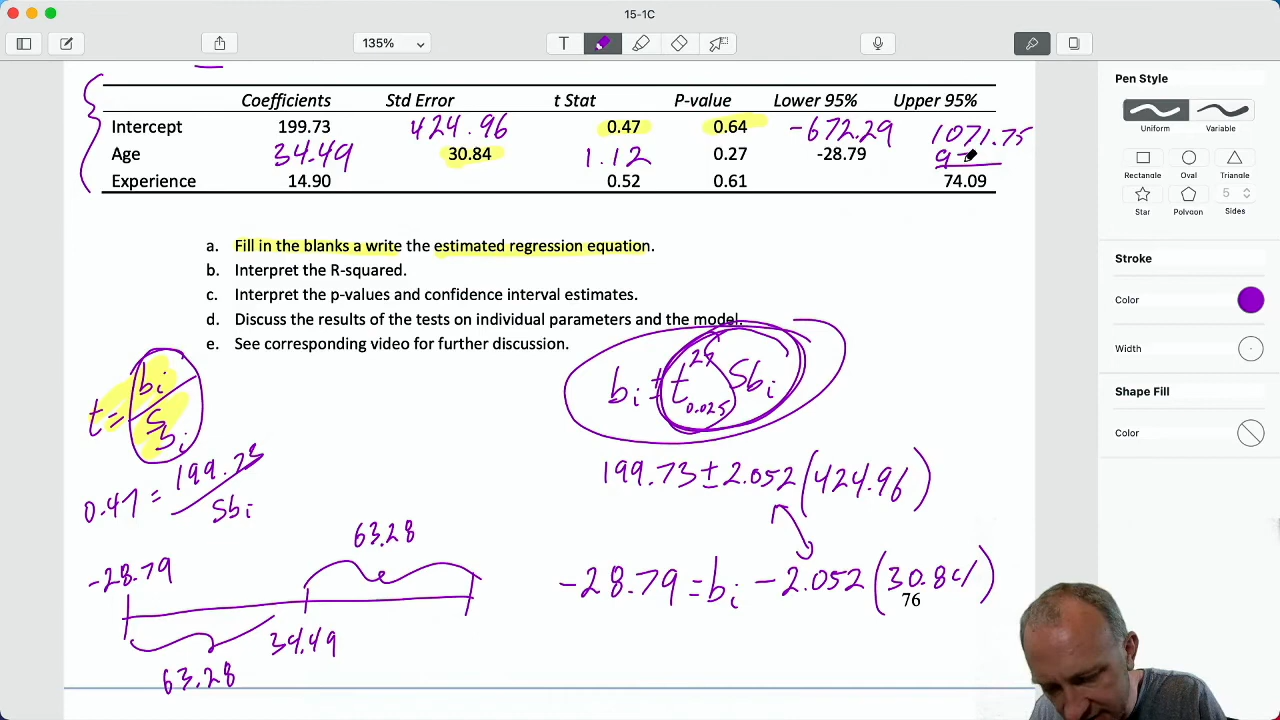 15-1C
135%
T
Coefficients Std Error t Stat P-value Lower 95% Upper 95%
Intercept 199.73 424.96 0.47 0.64 -672.29 1071.75
Age 34.49 30.84 1.12 0.27 -28.79 9
Experience 14.90 0.52 0.61 74.09
a. Fill in the blanks a write the estimated regression equation.
b. Interpret the R-squared.
c. Interpret the p-values and confidence interval estimates.
d. Discuss the results of the tests on individual parameters and the model.
e. See corresponding video for further discussion.
t = bi / Sbi
0.47 = 199.73 / Sbi
bi ± t 27 0.025 Sbi
199.73 ± 2.052 (424.96)
-28.79 = bi - 2.052 (30.84)
76
63.28
-28.79
34.49
63.28
Pen Style
Uniform Variable
Rectangle Oval Triangle
5
Star Polygon Sides
Stroke
Color
Width
Shape Fill
Color